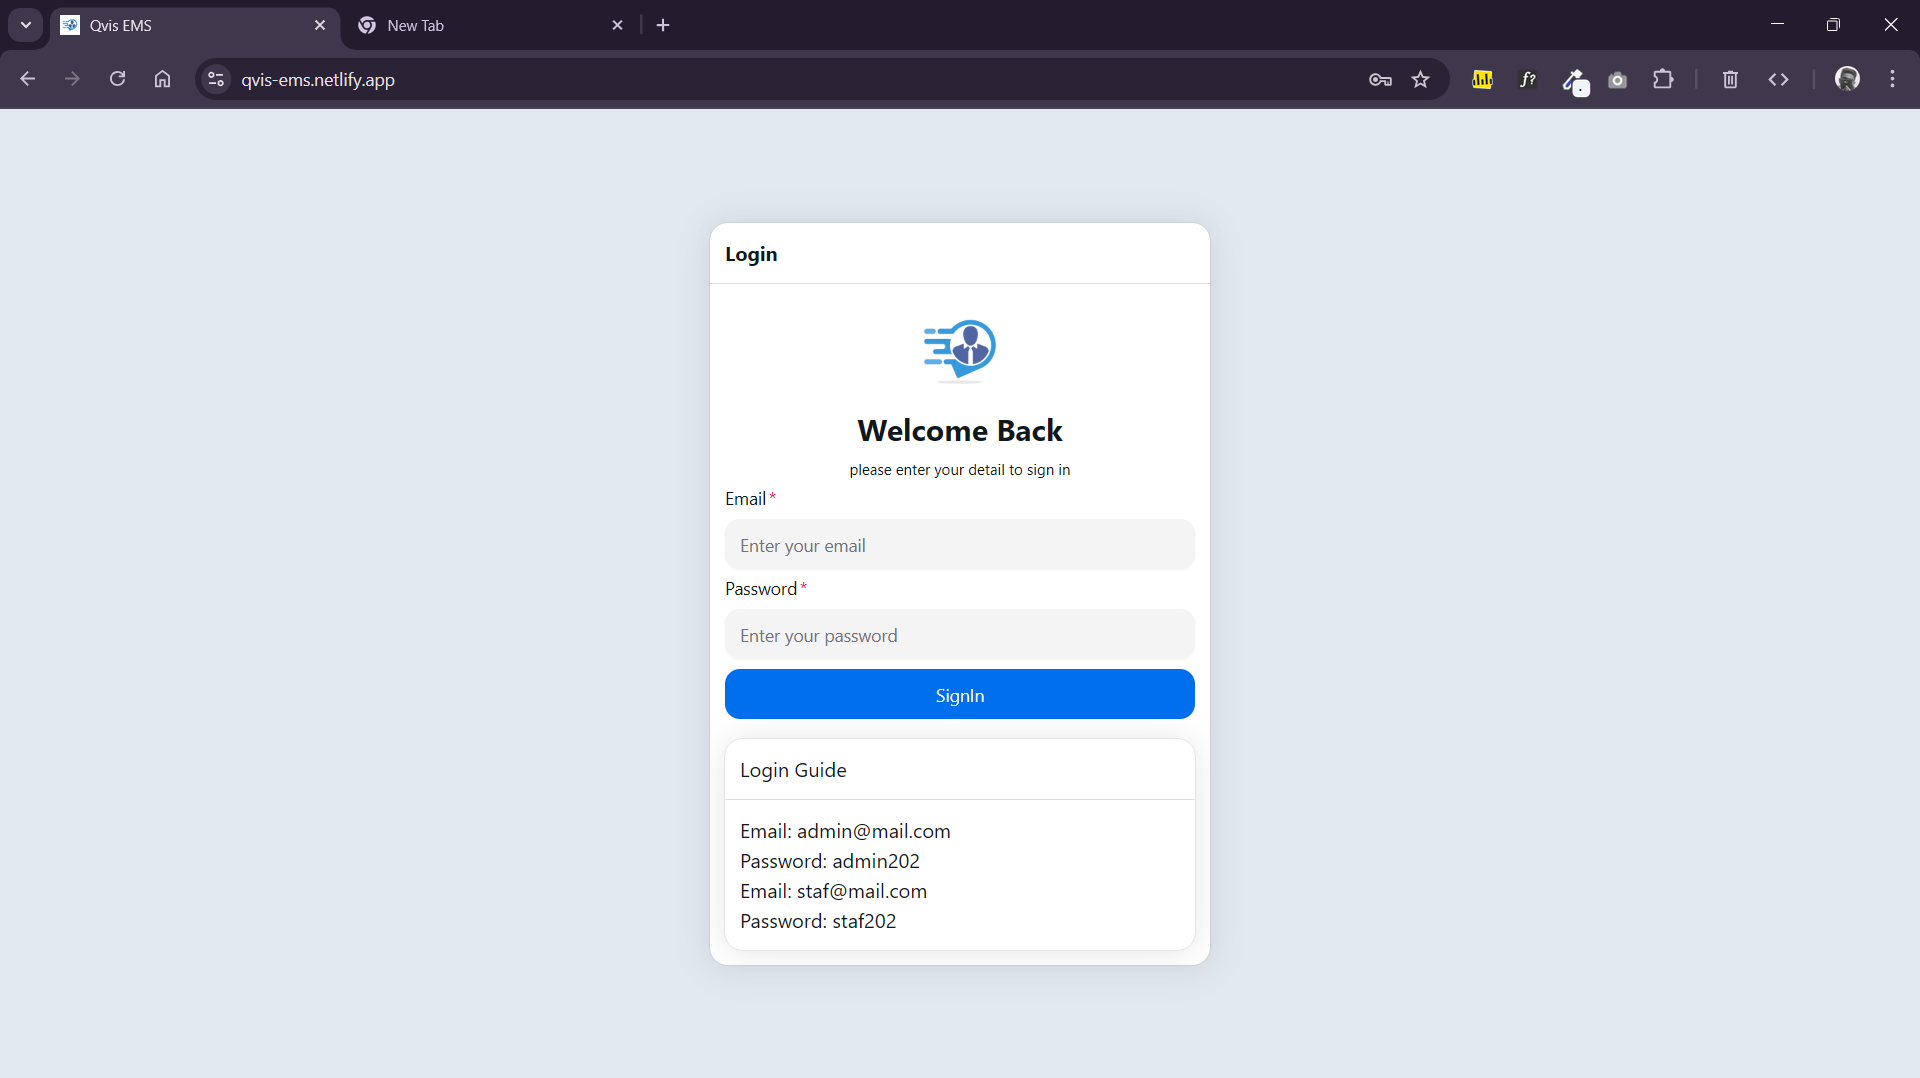 Qvis EMS
New Tab
qvis-ems.netlify.app
f?
Login
Welcome Back
please enter your detail to sign in
Email*
Enter your email
Password*
Enter your password
SignIn
Login Guide
Email: admin@mail.com
Password: admin202
Email: staf@mail.com
Password: staf202